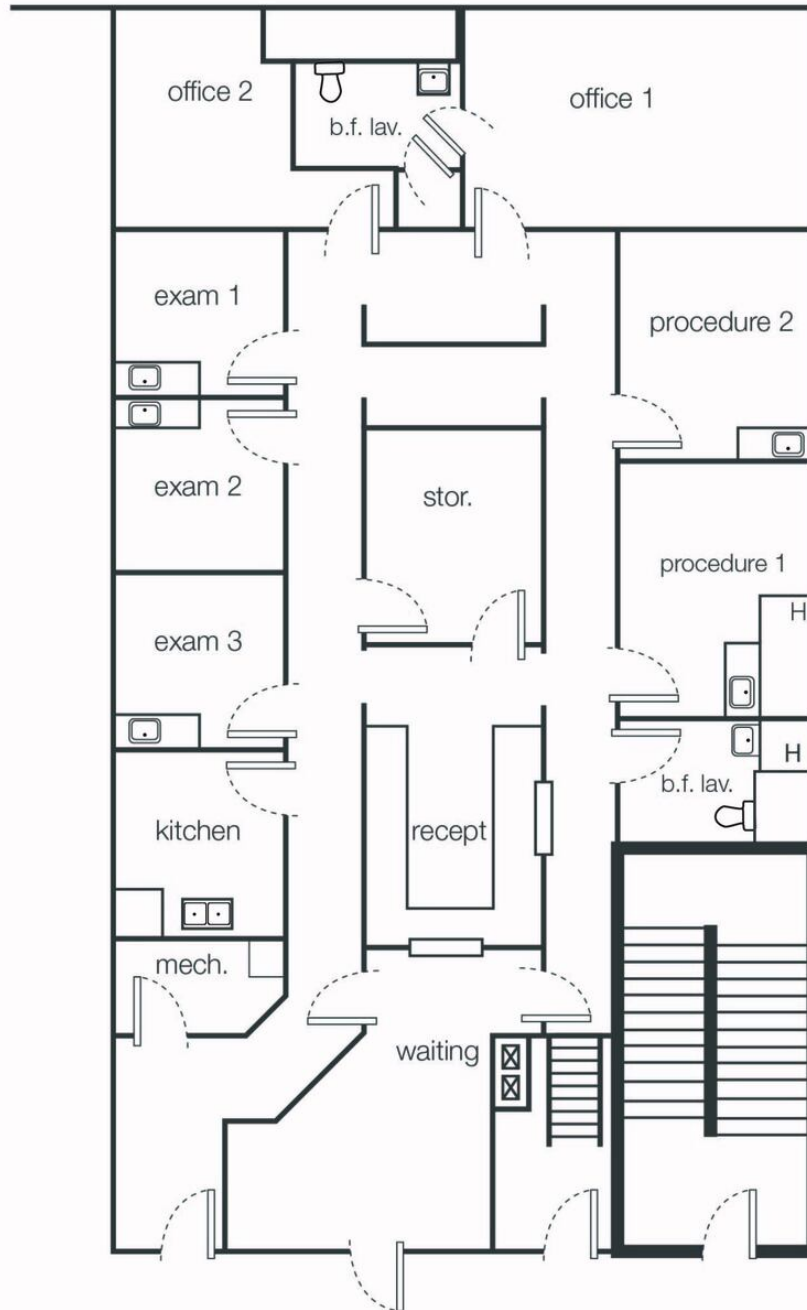 office 2
office 1
b.f. lav.
exam 1
procedure 2
exam 2
stor.
procedure 1
H
exam 3
H
b.f. lav.
kitchen
recept
mech.
waiting